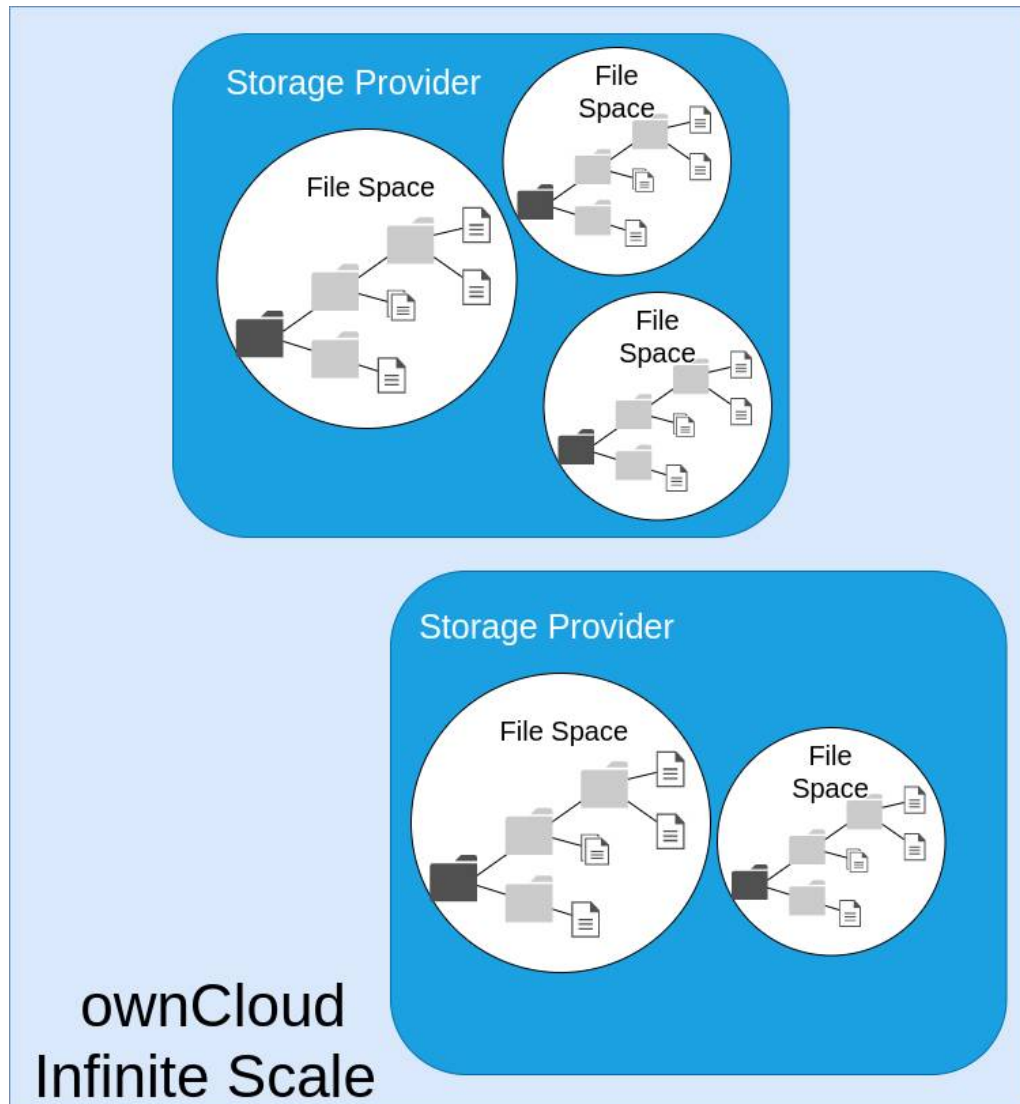 Storage Provider
File
Space
File Space
File
Space
Storage Provider
File Space
File
Space
ownCloud
Infinite Scale